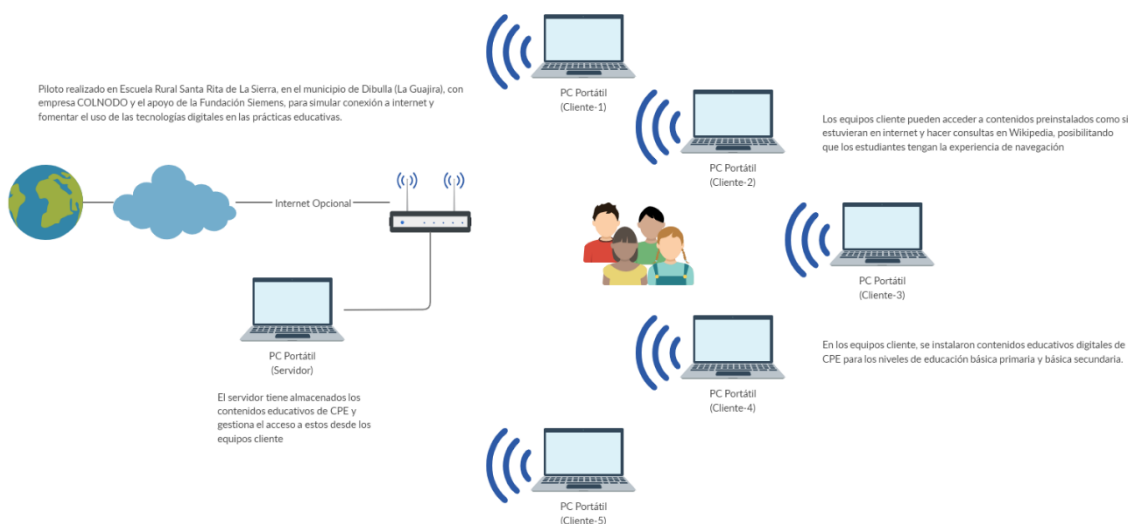 Piloto realizado en Escuela Rural Santa Rita de La Sierra, en el municipio de Dibulla (La Guajira), con
empresa COLNODO y el apoyo de la Fundación Siemens, para simular conexión a internet y
fomentar el uso de las tecnologías digitales en las prácticas educativas.
PC Portátil
(Cliente-1)
Los equipos cliente pueden acceder a contenidos preinstalados como si
estuvieran en internet y hacer consultas en Wikipedia, posibilitando
que los estudiantes tengan la experiencia de navegación
PC Portátil
(Cliente-2)
Internet Opcional
PC Portátil
(Cliente-3)
PC Portátil
(Servidor)
El servidor tiene almacenados los
contenidos educativos de CPE y
gestiona el acceso a estos desde los
equipos cliente
En los equipos cliente, se instalaron contenidos educativos digitales de
CPE para los niveles de educación básica primaria y básica secundaria.
PC Portátil
(Cliente-4)
PC Portátil
(Cliente-5)